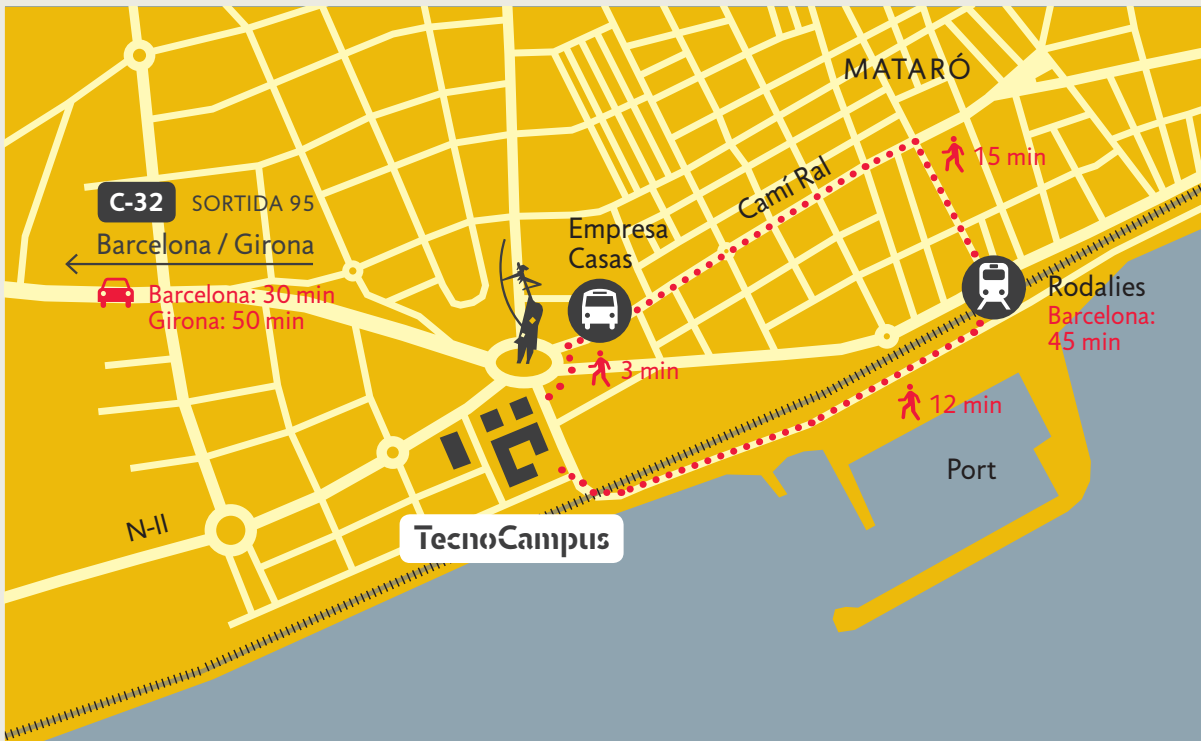 MATARÓ
15 min
Camí Ral
C-32 SORTIDA 95
Barcelona / Girona
Barcelona: 30 min
Girona: 50 min
Empresa
Casas
Rodalies
Barcelona:
45 min
3 min
12 min
Port
N-II
TecnoCampus